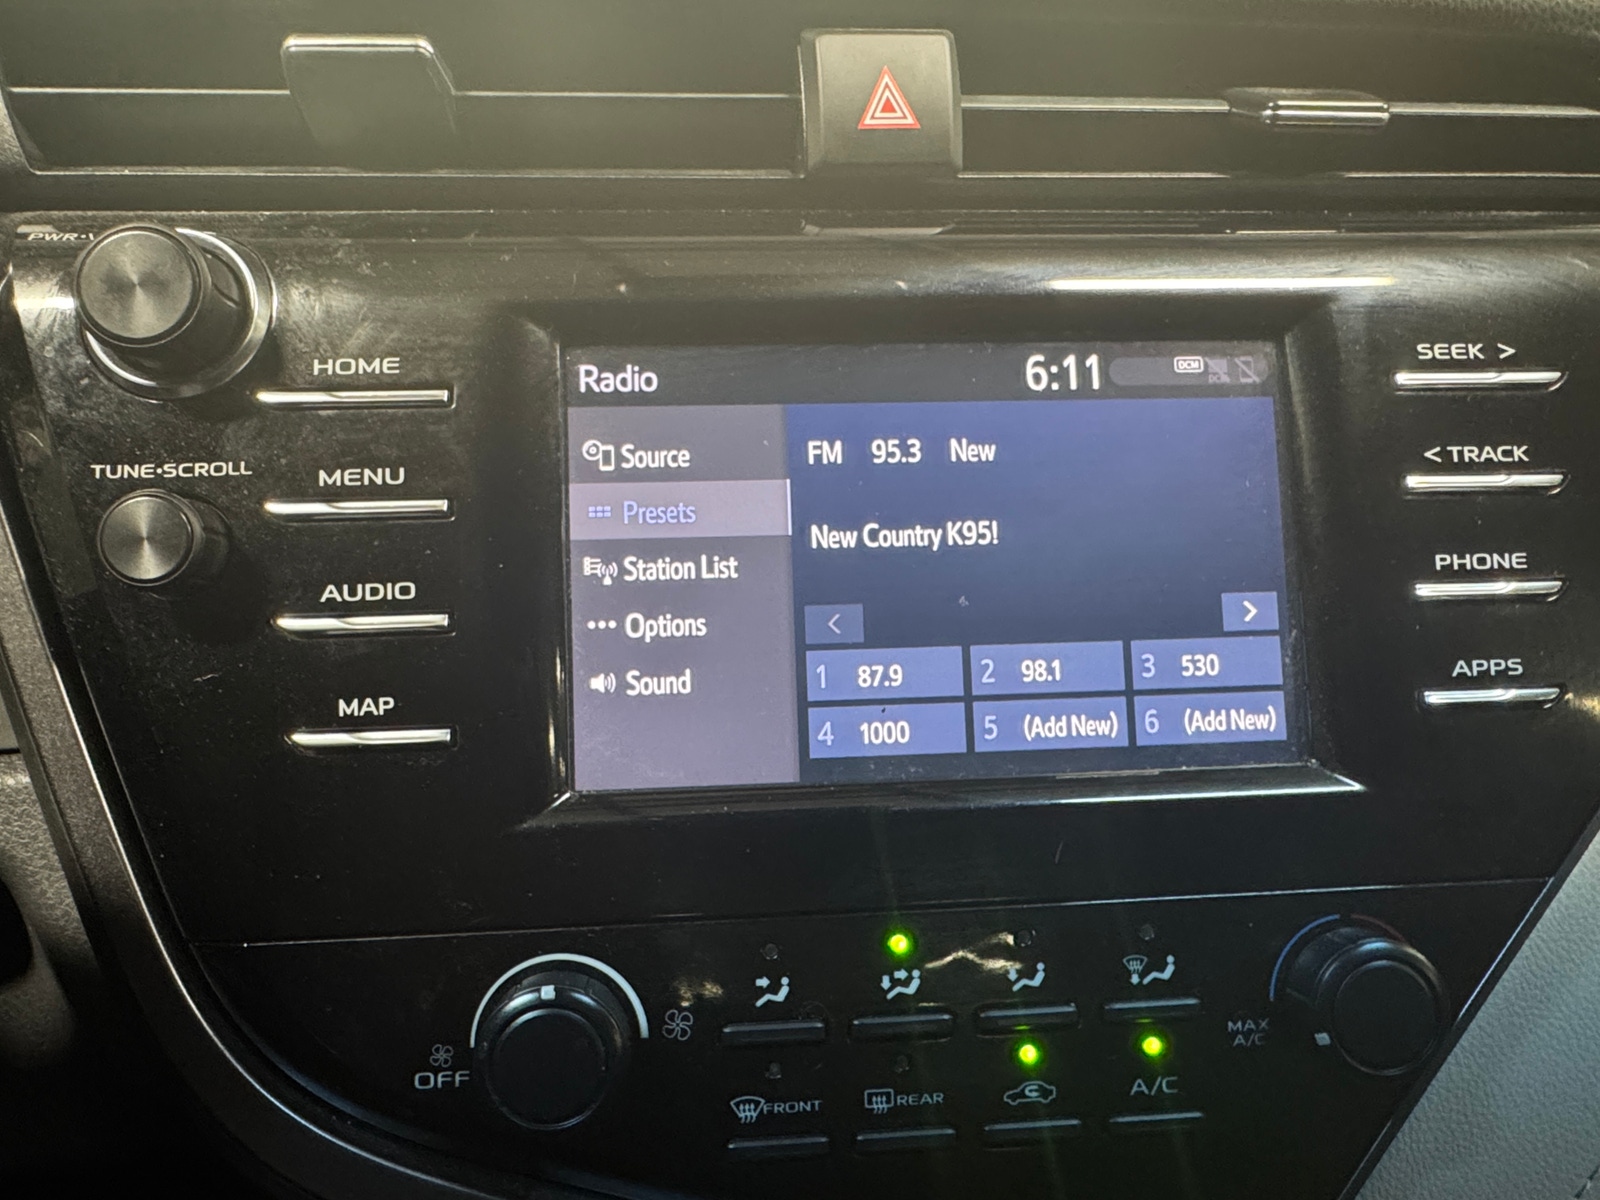 PWR
HOME
TUNE•SCROLL
MENU
AUDIO
MAP
Radio
6:11
DCM
Source
Presets
Station List
Options
Sound
FM 95.3 New
New Country K95!
< >
1 87.9
2 98.1
3 530
4 1000
5 (Add New)
6 (Add New)
SEEK >
< TRACK
PHONE
APPS
OFF
FRONT
REAR
A/C
MAX
A/C